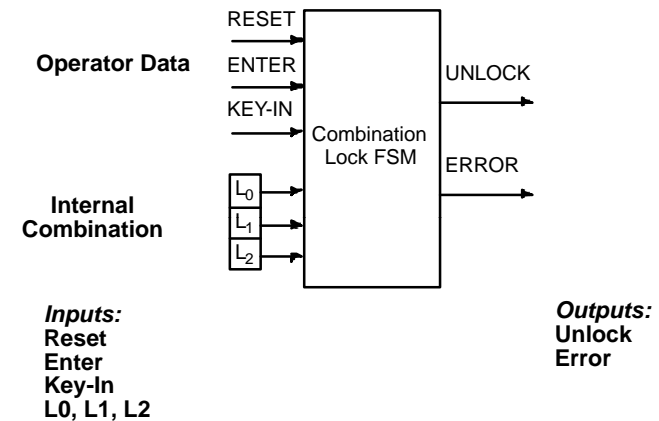 RESET
Operator Data
ENTER
UNLOCK
KEY-IN
Combination
Lock FSM
ERROR
L0
Internal
Combination
L1
L2
Inputs:
Reset
Enter
Key-In
L0, L1, L2
Outputs:
Unlock
Error